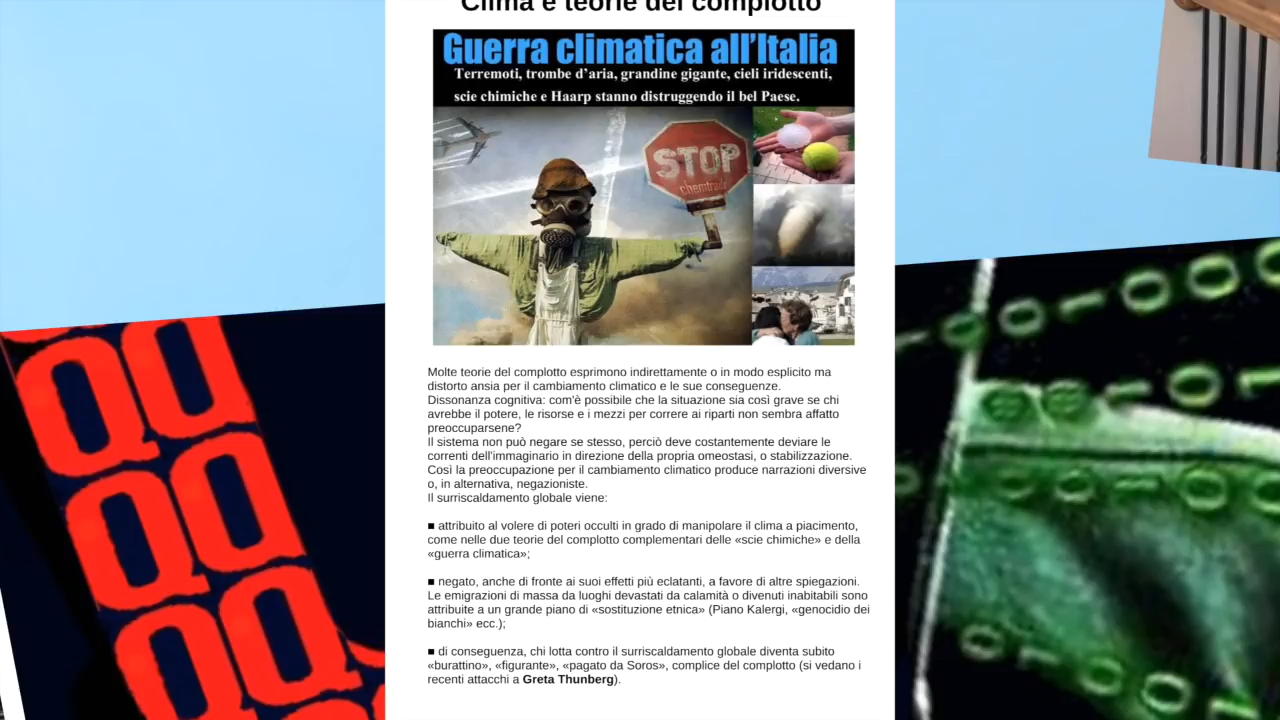 Clima e teorie del complotto
Guerra climatica all'Italia
Terremoti, trombe d'aria, grandine gigante, cieli iridescenti,
scie chimiche e Haarp stanno distruggendo il bel Paese.
STOP
chemtrails
Molte teorie del complotto esprimono indirettamente o in modo esplicito ma
distorto ansia per il cambiamento climatico e le sue conseguenze.
Dissonanza cognitiva: com'è possibile che la situazione sia così grave se chi
avrebbe il potere, le risorse e i mezzi per correre ai riparti non sembra affatto
preoccuparsene?
Il sistema non può negare se stesso, perciò deve costantemente deviare le
correnti dell'immaginario in direzione della propria omeostasi, o stabilizzazione.
Così la preoccupazione per il cambiamento climatico produce narrazioni diversive
o, in alternativa, negazioniste.
Il surriscaldamento globale viene:
■ attribuito al volere di poteri occulti in grado di manipolare il clima a piacimento,
come nelle due teorie del complotto complementari delle «scie chimiche» e della
«guerra climatica»;
■ negato, anche di fronte ai suoi effetti più eclatanti, a favore di altre spiegazioni.
Le emigrazioni di massa da luoghi devastati da calamità o divenuti inabitabili sono
attribuite a un grande piano di «sostituzione etnica» (Piano Kalergi, «genocidio dei
bianchi» ecc.);
■ di conseguenza, chi lotta contro il surriscaldamento globale diventa subito
«burattino», «figurante», «pagato da Soros», complice del complotto (si vedano i
recenti attacchi a Greta Thunberg).
QQ
QQ
QQ